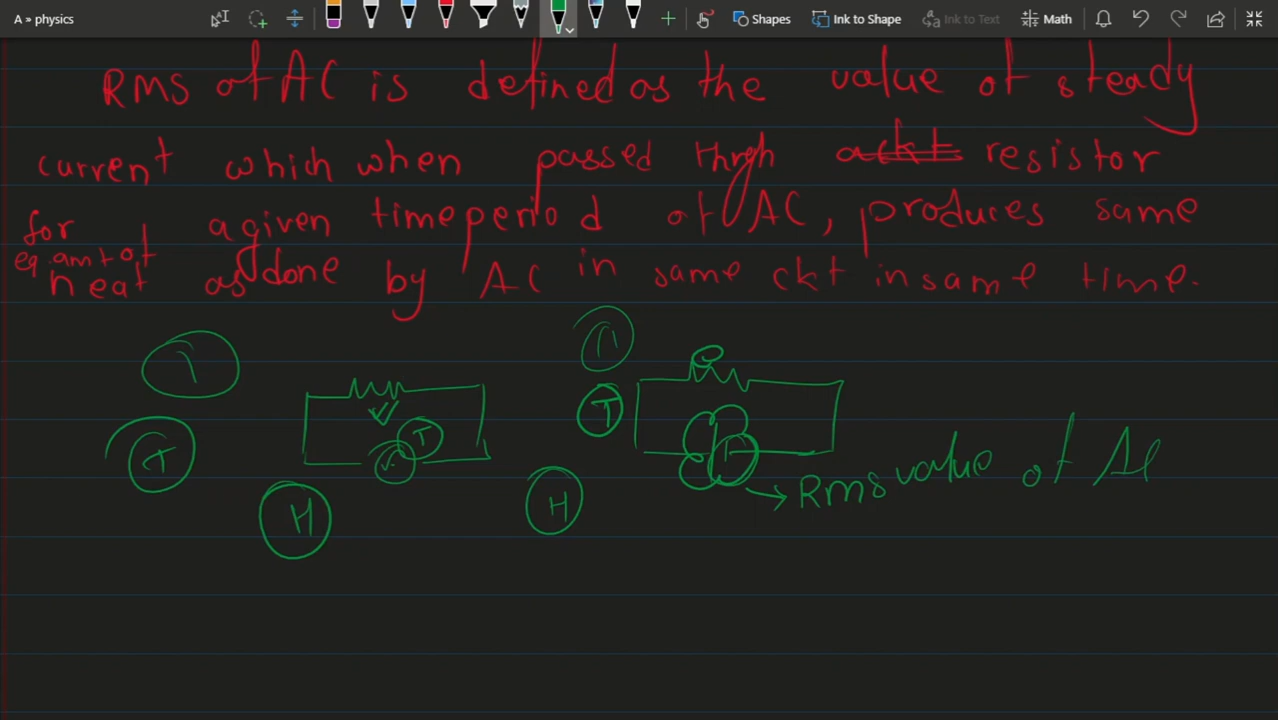 A » physics
Shapes
Ink to Shape
Ink to Text
Math
RMS of AC is defined as the value of steady
current which when passed thrgh ackt resistor
for a given time period of AC, produces same
eq. amt of
heat as done by AC in same ckt in same time.
T
T
H
T
H
Rms value of AC